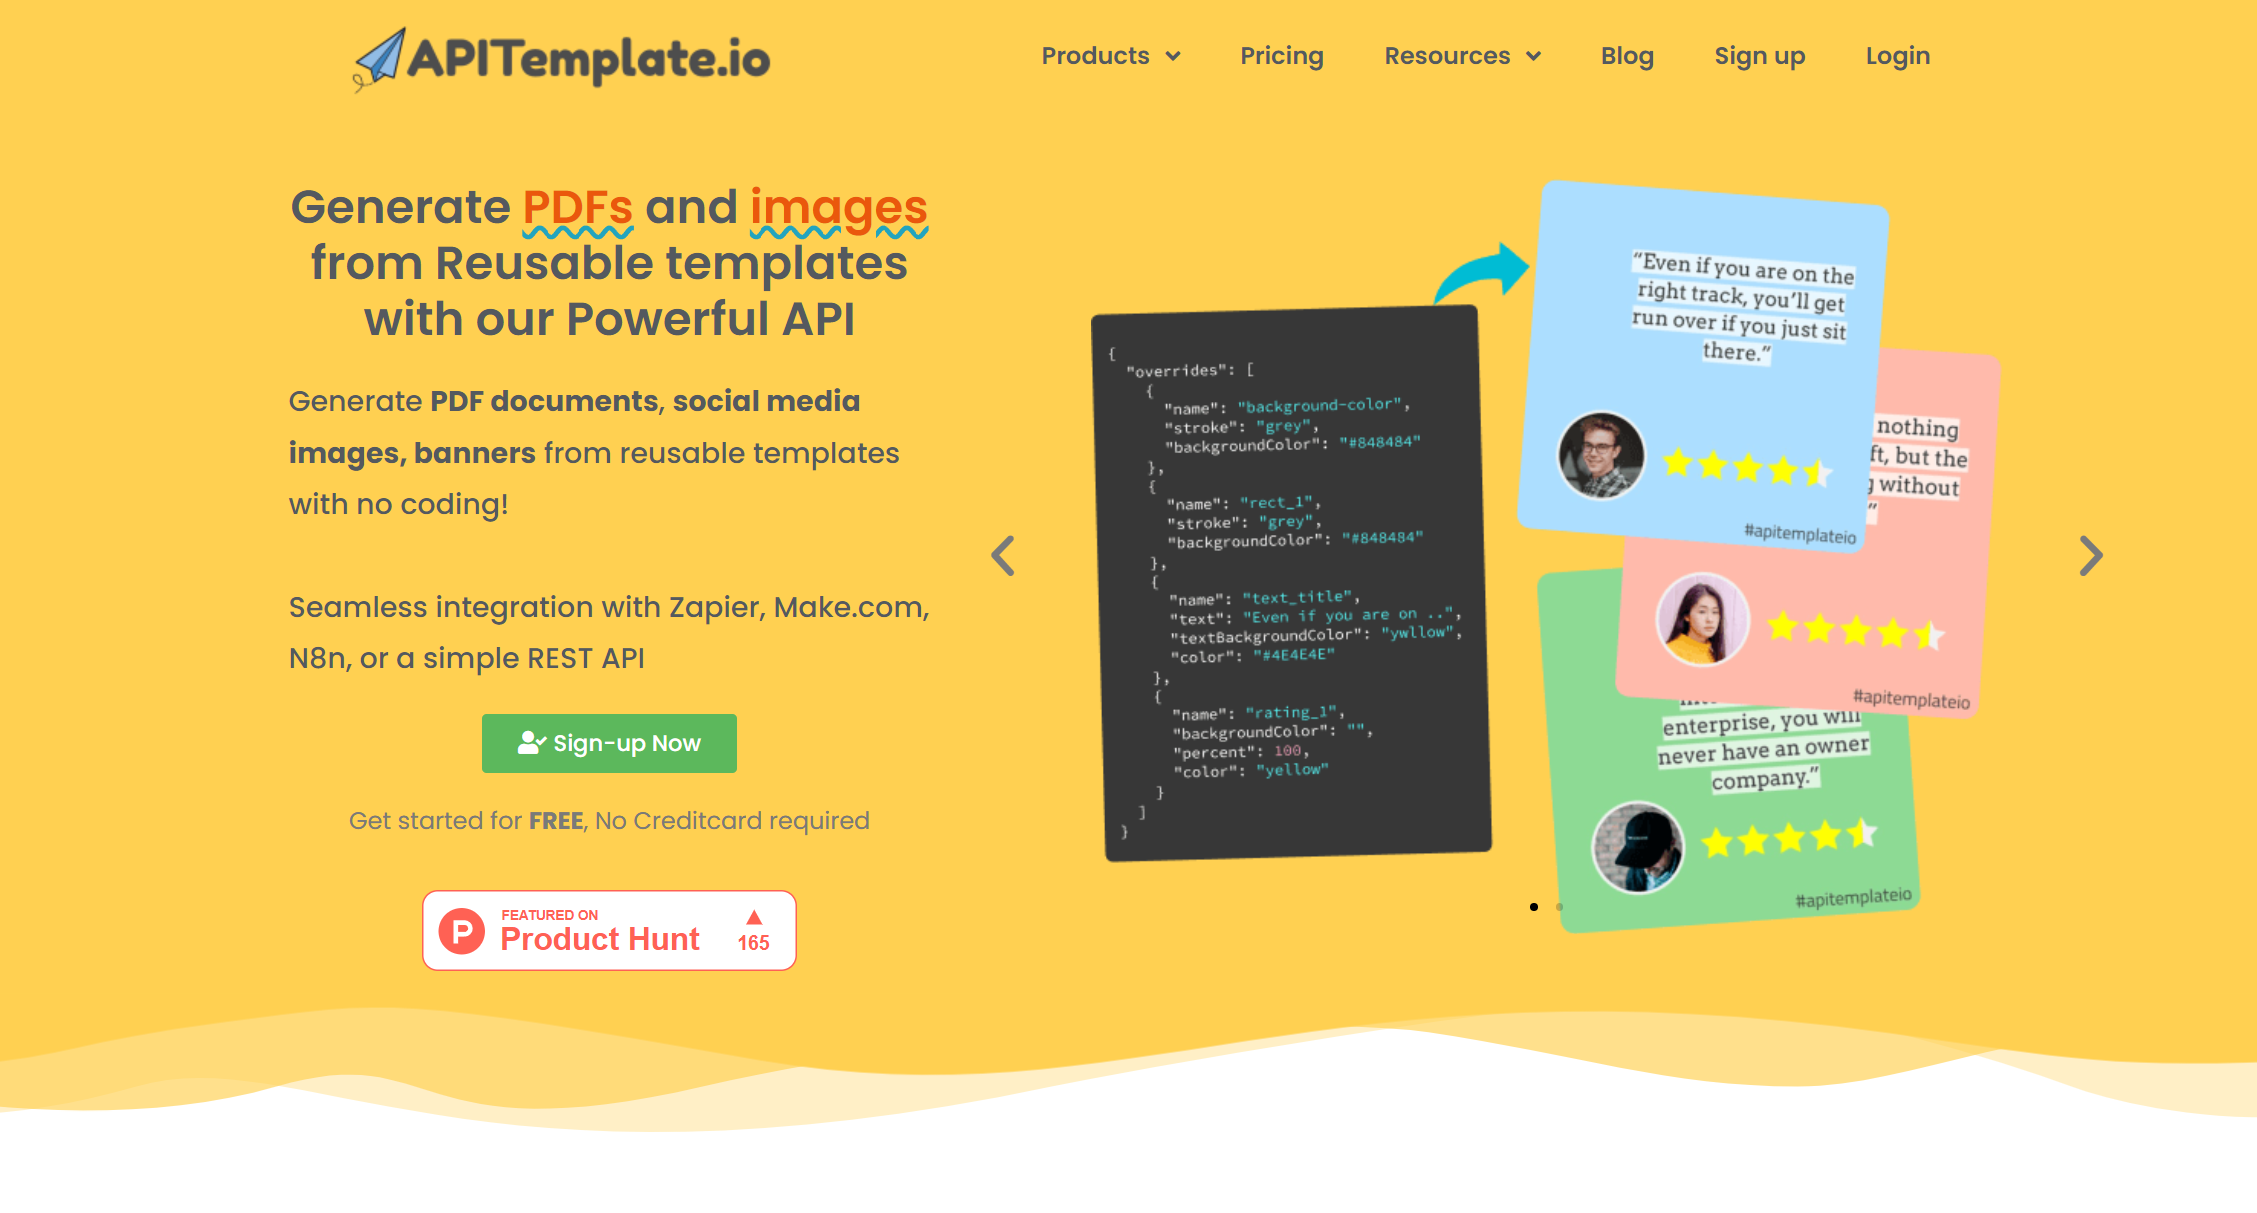 APITemplate.io
Products
Pricing
Resources
Blog
Sign up
Login
Generate PDFs and images
from Reusable templates
with our Powerful API
Generate PDF documents, social media
images, banners from reusable templates
with no coding!
Seamless integration with Zapier, Make.com,
N8n, or a simple REST API
Sign-up Now
Get started for FREE, No Creditcard required
FEATURED ON
Product Hunt
165
{
"overrides": [
{
"name": "background-color",
"stroke": "grey",
"backgroundColor": "#848484"
},
{
"name": "rect_1",
"stroke": "grey",
"backgroundColor": "#848484"
},
{
"name": "text_title",
"text": "Even if you are on ..",
"textBackgroundColor": "ywllow",
"color": "#4E4E4E"
},
{
"name": "rating_1",
"backgroundColor": "",
"percent": 100,
"color": "yellow"
}
]
}
“Even if you are on the
right track, you’ll get
run over if you just sit
there.”
#apitemplateio
nothing
ft, but the
g without
”
#apitemplateio
enterprise, you will
never have an owner
company.”
#apitemplateio